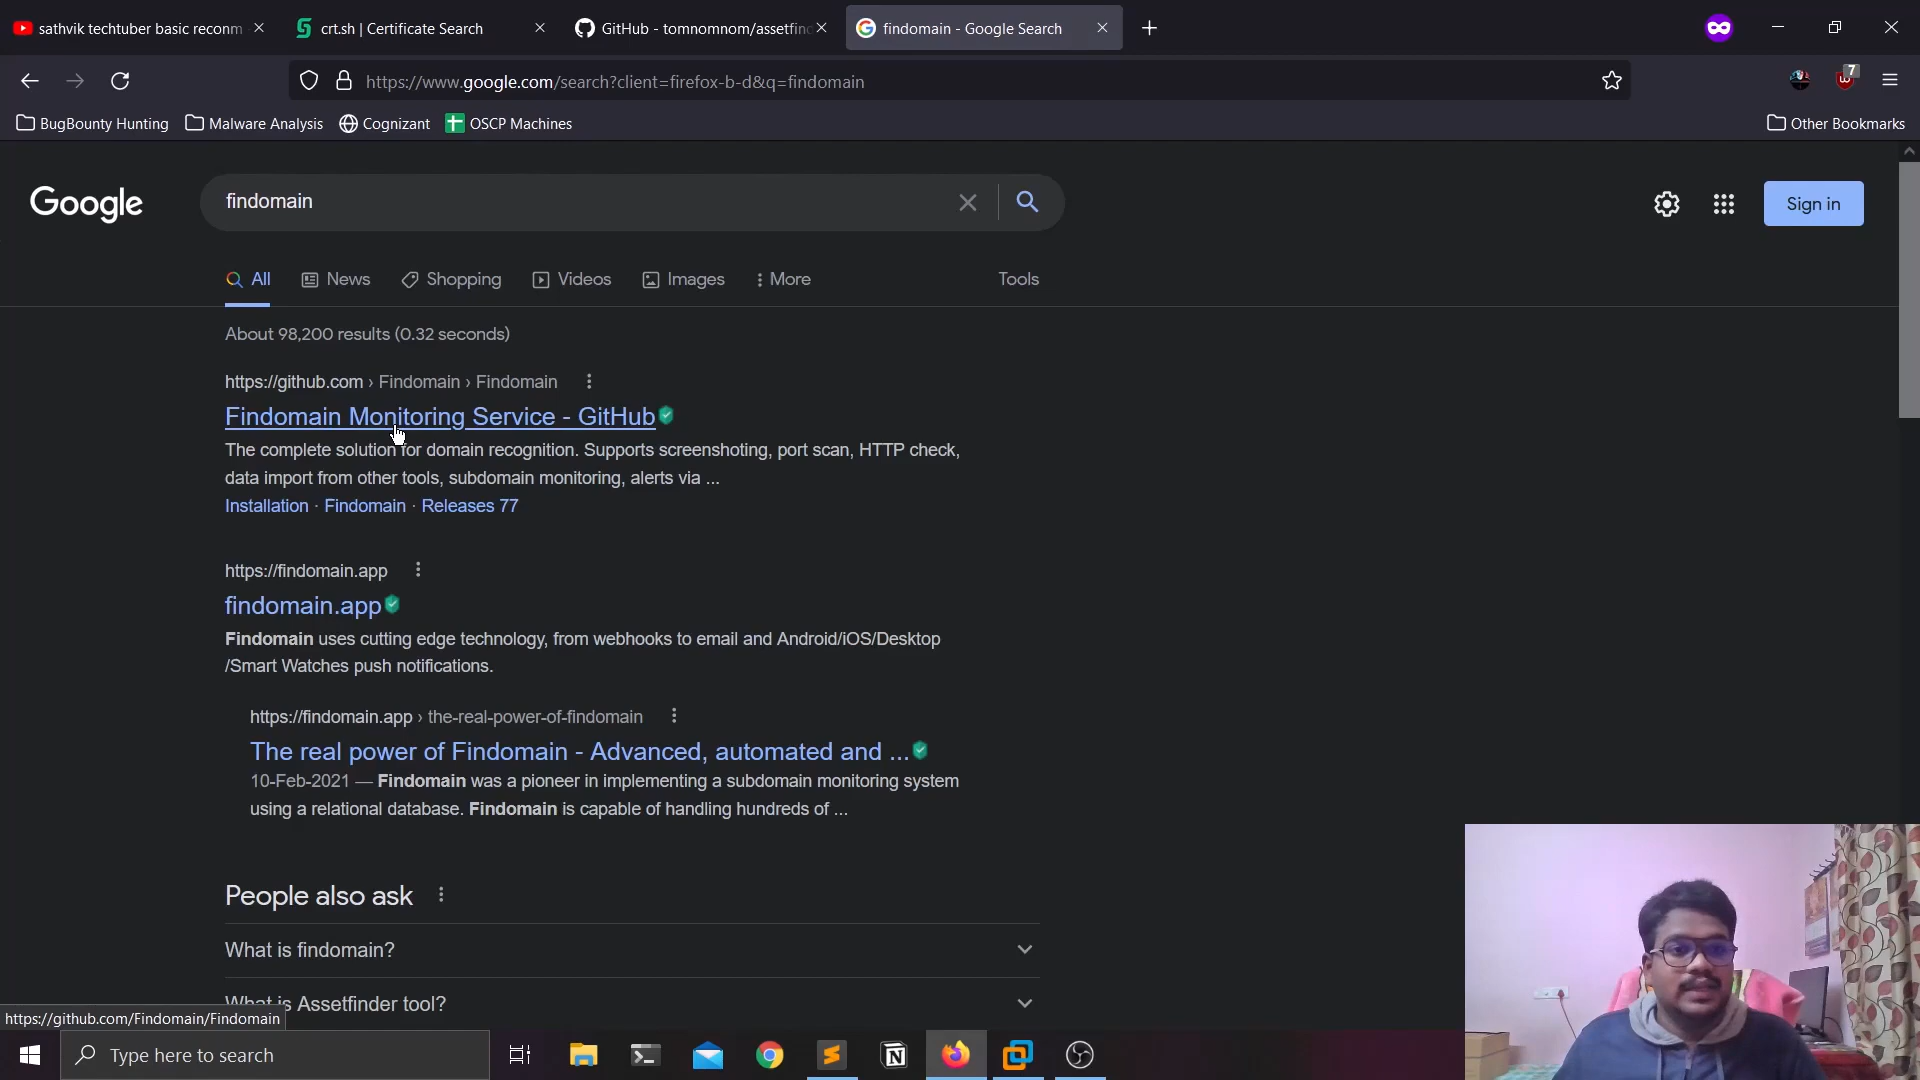 sathvik techtuber basic reconm
crt.sh | Certificate Search
GitHub - tomnomnom/assetfind
findomain - Google Search
https://www.google.com/search?client=firefox-b-d&q=findomain
7
BugBounty Hunting
Malware Analysis
Cognizant
OSCP Machines
Other Bookmarks
Google
findomain
Sign in
All
News
Shopping
Videos
Images
More
Tools
About 98,200 results (0.32 seconds)
https://github.com › Findomain › Findomain
Findomain Monitoring Service - GitHub
The complete solution for domain recognition. Supports screenshoting, port scan, HTTP check,
data import from other tools, subdomain monitoring, alerts via ...
Installation · Findomain · Releases 77
https://findomain.app
findomain.app
Findomain uses cutting edge technology, from webhooks to email and Android/iOS/Desktop
/Smart Watches push notifications.
https://findomain.app › the-real-power-of-findomain
The real power of Findomain - Advanced, automated and ...
10-Feb-2021 — Findomain was a pioneer in implementing a subdomain monitoring system
using a relational database. Findomain is capable of handling hundreds of ...
People also ask
What is findomain?
What is Assetfinder tool?
https://github.com/Findomain/Findomain
Type here to search